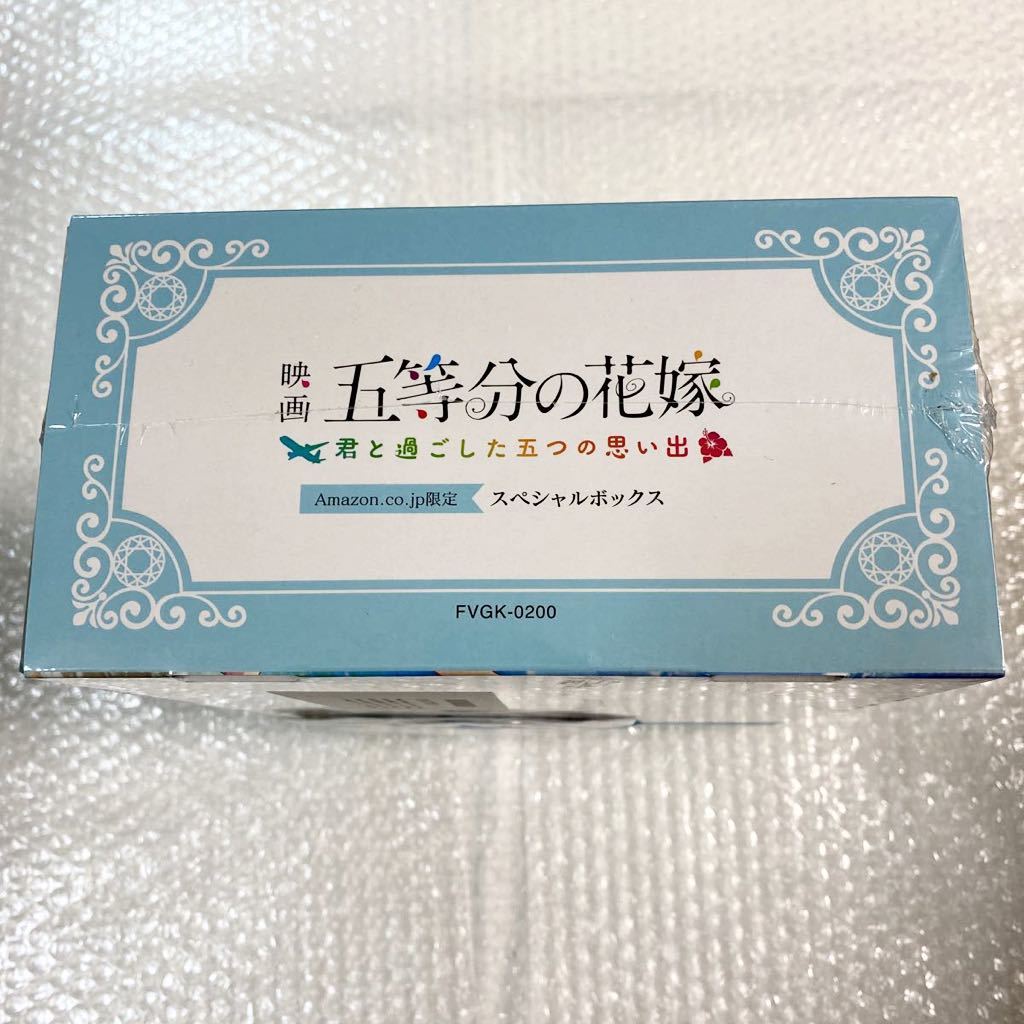 映画 五等分の花嫁
君と過ごした五つの思い出
Amazon.co.jp限定 スペシャルボックス
FVGK-0200